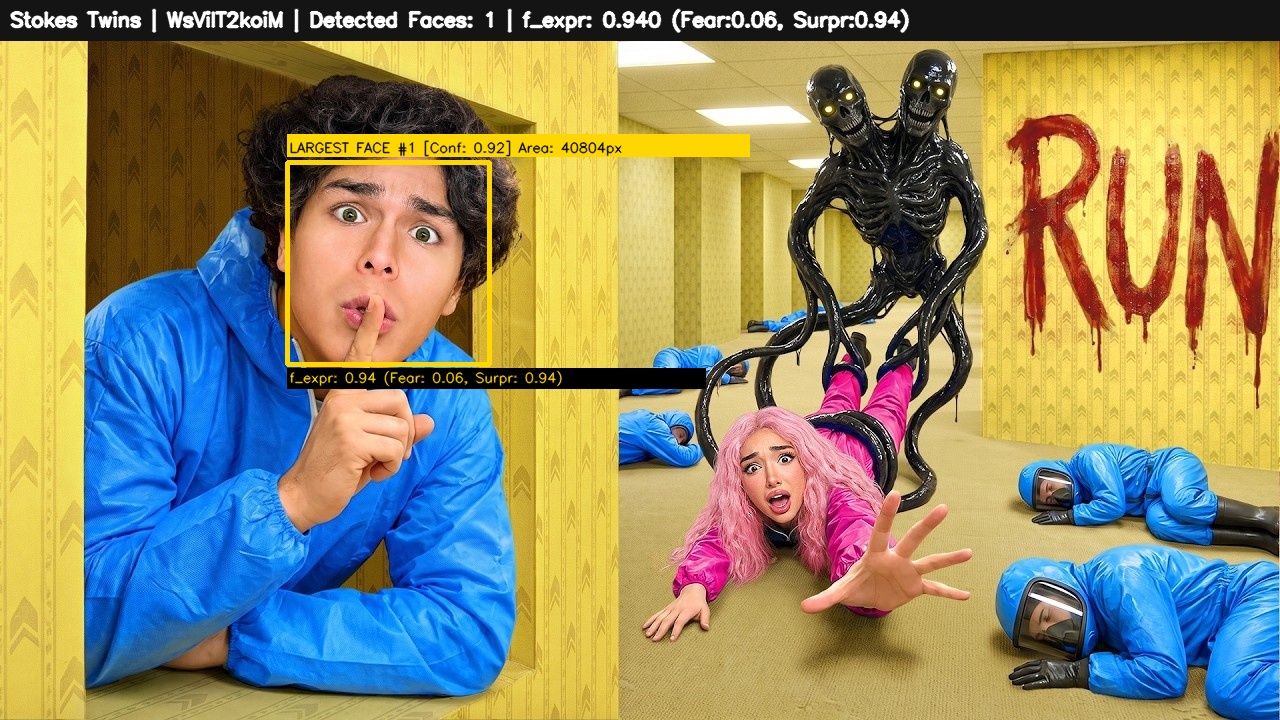 Stokes Twins | WsViIT2koiM | Detected Faces: 1 | f_expr: 0.940 (Fear:0.06, Surpr:0.94)
LARGEST FACE #1 [Conf: 0.92] Area: 40804px
f_expr: 0.94 (Fear: 0.06, Surpr: 0.94)
RUN